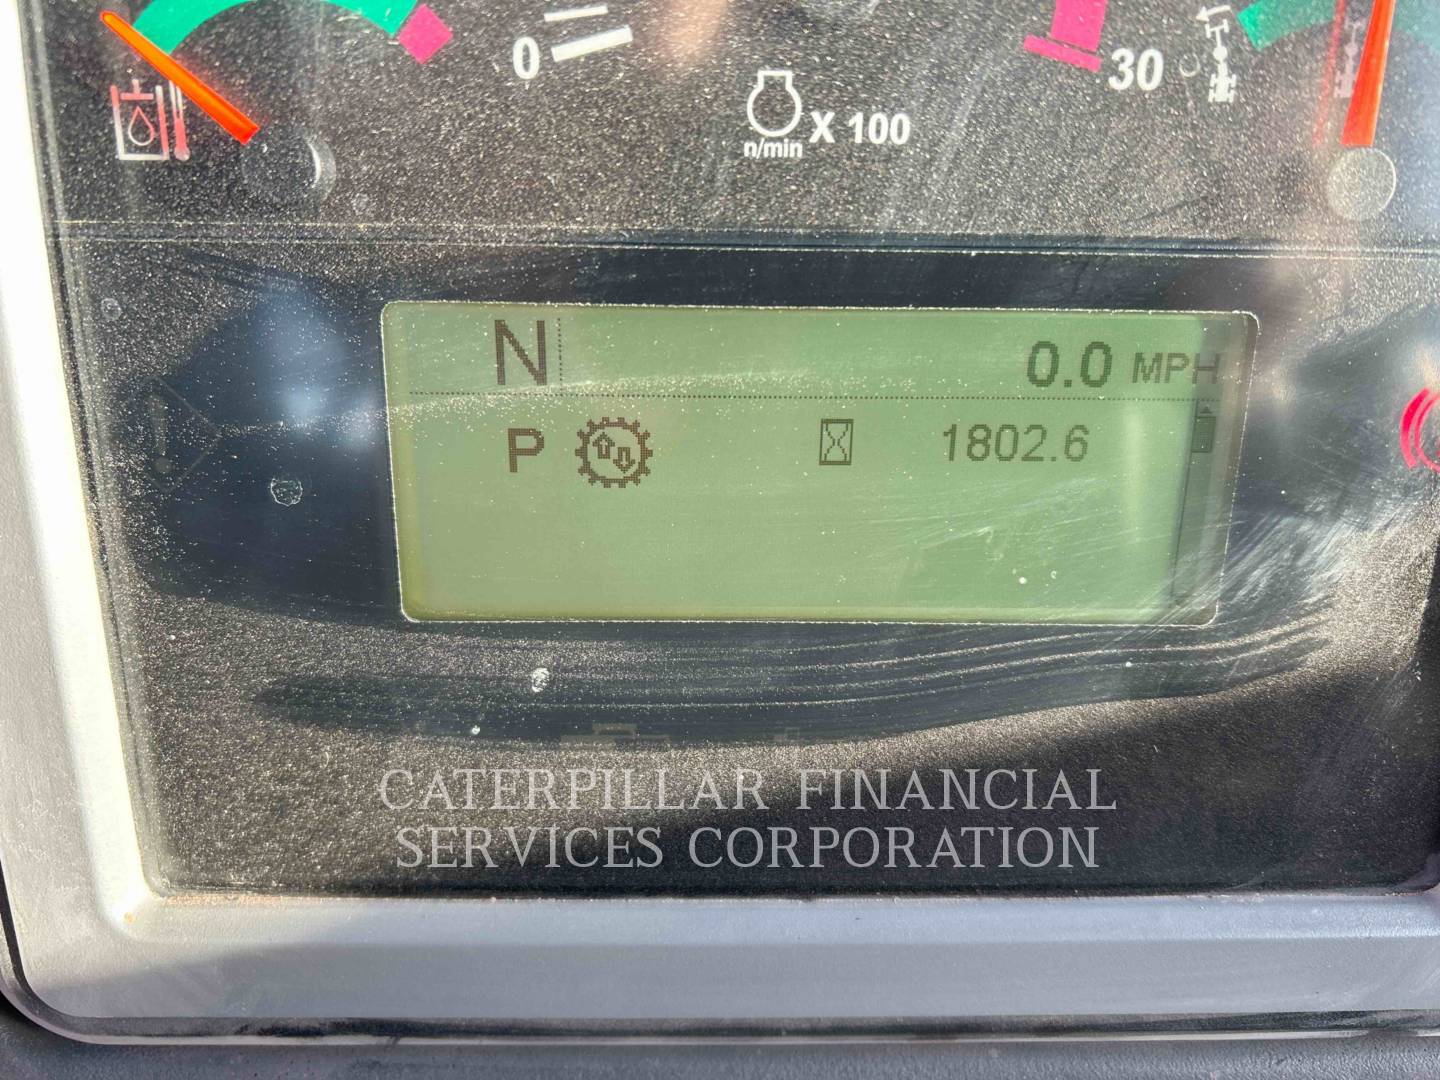 0
30
X 100
n/min
N 0.0 MPH
P 1802.6
CATERPILLAR FINANCIAL
SERVICES CORPORATION